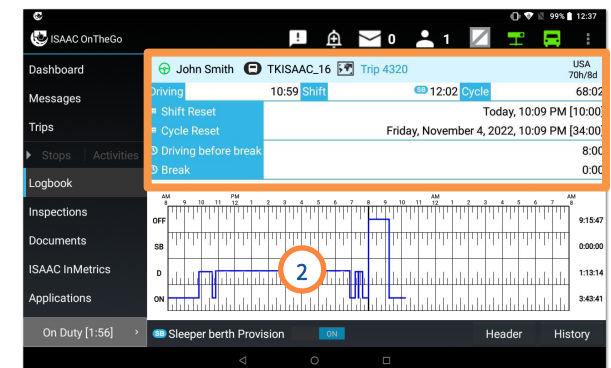 99% 12:37
ISAAC OnTheGo
0
1
Dashboard
Messages
Trips
Stops Activities
Logbook
Inspections
Documents
ISAAC InMetrics
Applications
On Duty [1:56] >
John Smith TKISAAC_16 Trip 4320 USA
70h/8d
Driving 10:59 Shift SB 12:02 Cycle 68:02
Shift Reset Today, 10:09 PM [10:00]
Cycle Reset Friday, November 4, 2022, 10:09 PM [34:00]
Driving before break 8:00
Break 0:00
AM PM AM AM
8 9 10 11 12 1 2 3 4 5 6 7 8 9 10 11 12 1 2 3 4 5 6 7 8
OFF 9:15:47
SB 0:00:00
D 1:13:14
ON 3:43:41
2
SB Sleeper berth Provision ON Header History